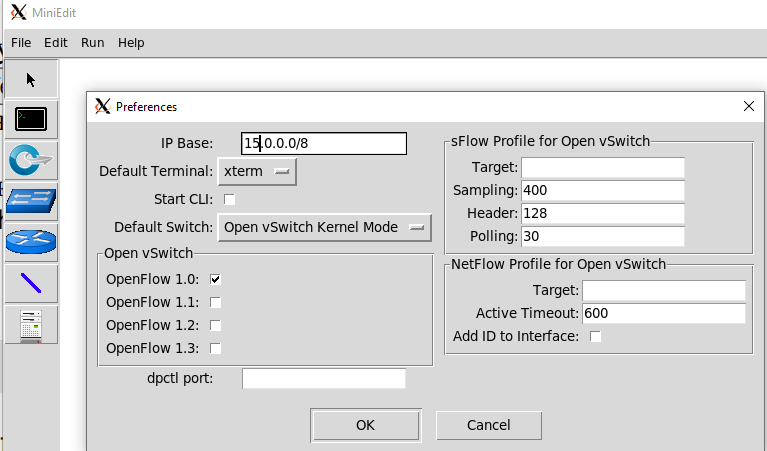 MiniEdit
File Edit Run Help
Preferences
IP Base: 15.0.0.0/8
Default Terminal: xterm
Start CLI:
Default Switch: Open vSwitch Kernel Mode
Open vSwitch
OpenFlow 1.0:
OpenFlow 1.1:
OpenFlow 1.2:
OpenFlow 1.3:
dpctl port:
sFlow Profile for Open vSwitch
Target:
Sampling: 400
Header: 128
Polling: 30
NetFlow Profile for Open vSwitch
Target:
Active Timeout: 600
Add ID to Interface:
OK Cancel